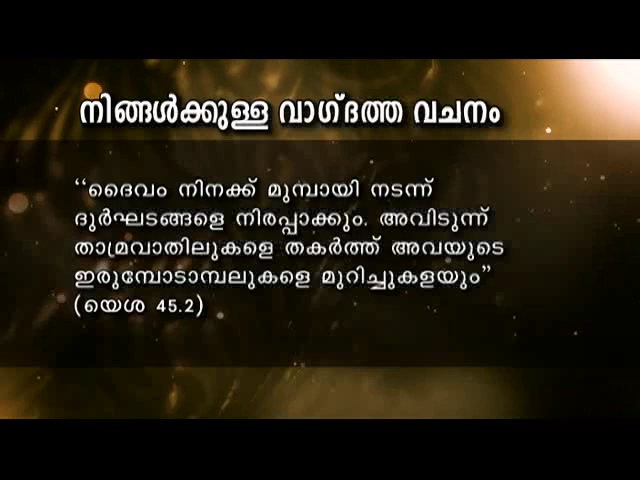 നിങ്ങൾക്കുള്ള വാഗ്ദത്ത വചനം
‘‘ദൈവം നിനക്ക് മുമ്പായി നടന്ന്
ദുർഘടങ്ങളെ നിരപ്പാക്കും. അവിടുന്ന്
താമ്രവാതിലുകളെ തകർത്ത് അവയുടെ
ഇരുമ്പോടാമ്പലുകളെ മുറിച്ചുകളയും”
(യെശ 45.2)